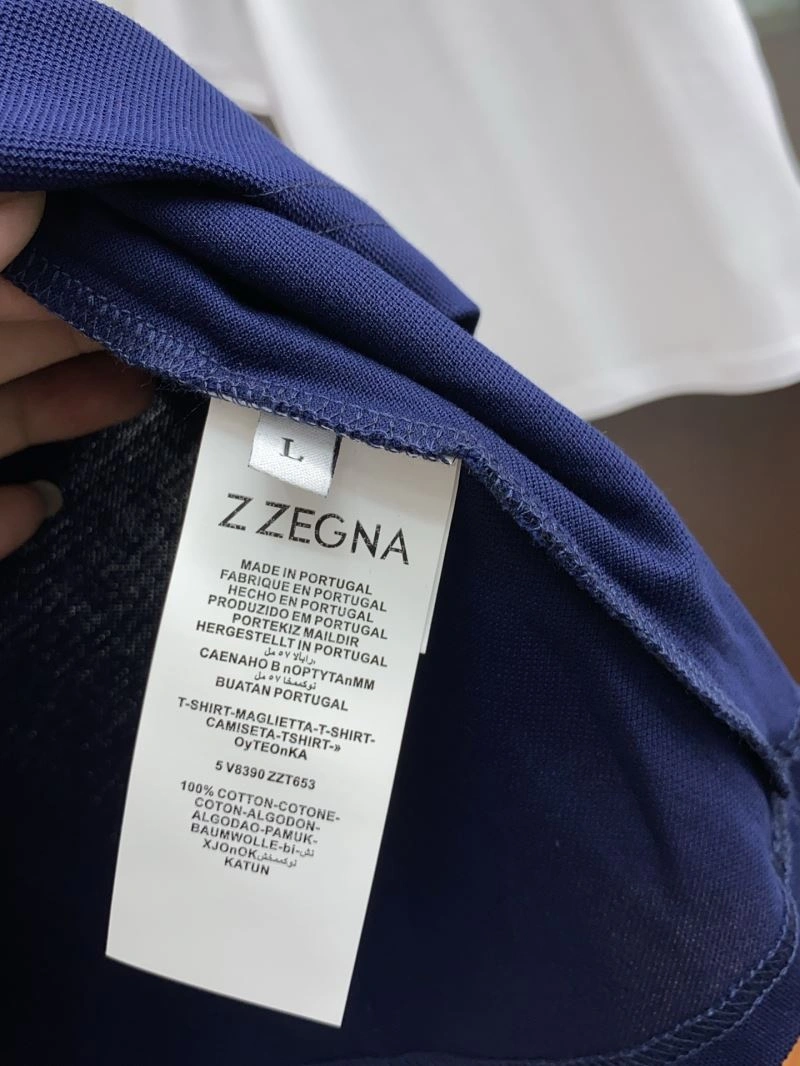 L
Z ZEGNA
MADE IN PORTUGAL
FABRIQUE EN PORTUGAL
HECHO EN PORTUGAL
PRODUZIDO EM PORTUGAL
PORTEKIZ MAILDIR
HERGESTELLT IN PORTUGAL
CAENAHO B nOPTYTAnMM
BUATAN PORTUGAL
T-SHIRT-MAGLIETTA-T-SHIRT-
CAMISETA-TSHIRT-»
OyTEOnKA
5 V8390 ZZT653
100% COTTON-COTONE-
COTON-ALGODON-
ALGODAO-PAMUK-
BAUMWOLLE-bi-
XJOnOK
KATUN